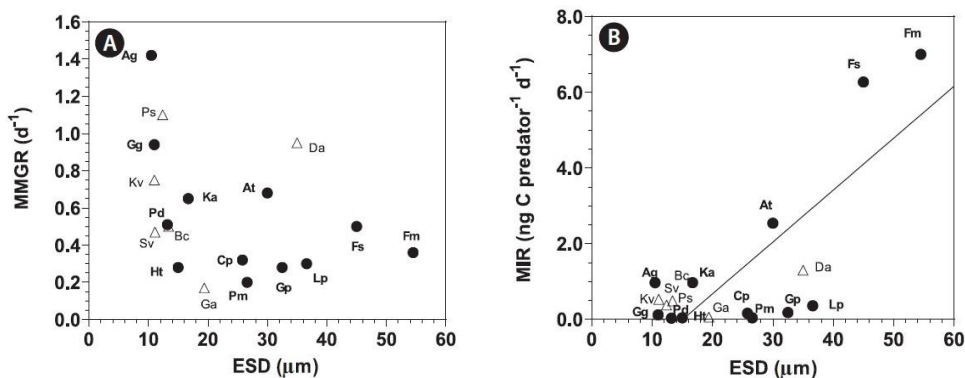 A
MMGR (d⁻¹)
1.6
1.4
1.2
1.0
0.8
0.6
0.4
0.2
0.0
Ag
Ps
Gg
Da
Kv
Ka
At
Pd
Sv
Bc
Fs
Fm
Ht
Cp
Pm
Gp
Lp
Ga
0 10 20 30 40 50 60
ESD (μm)
B
MIR (ng C predator⁻¹ d⁻¹)
8.0
6.0
4.0
2.0
0.0
Fm
Fs
At
Da
Ag
Bc
Ka
Kv
Sv
Ps
Gg
Pd
Ht
Ga
Cp
Pm
Gp
Lp
0 10 20 30 40 50 60
ESD (μm)